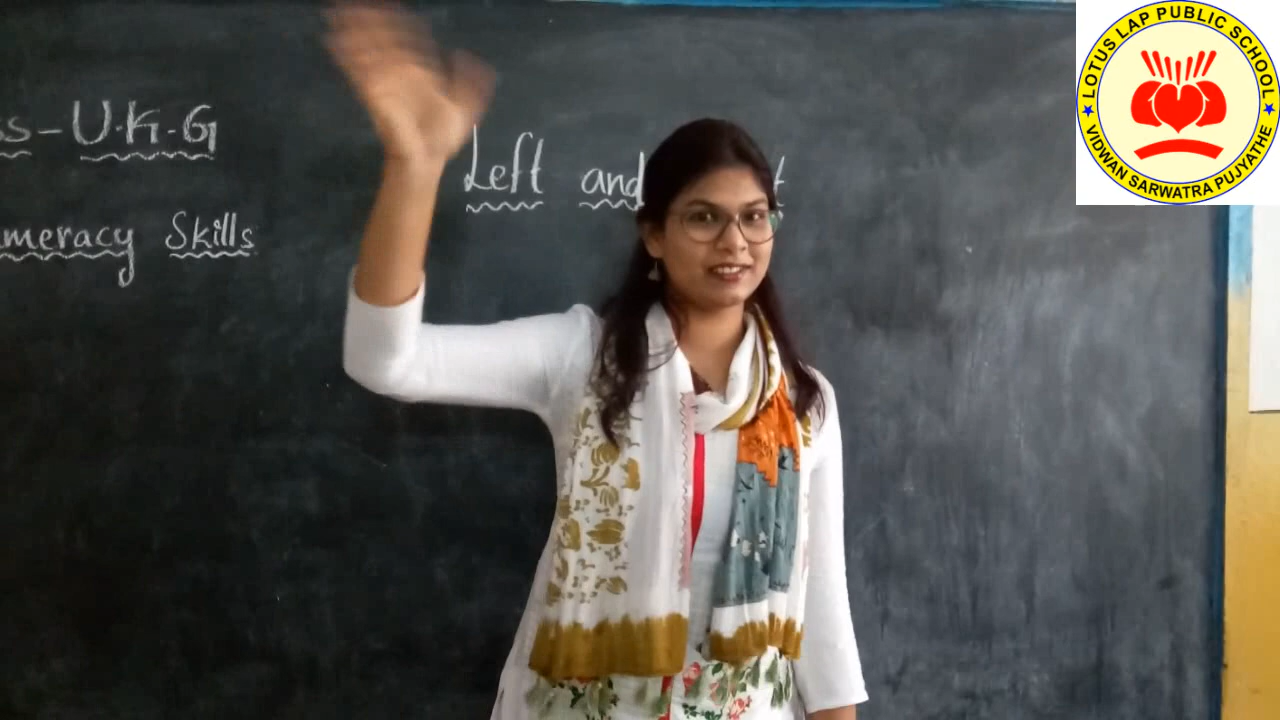 ss-U.K.G
Left and t
meracy Skills
LOTUS LAP PUBLIC SCHOOL
VIDWAN SARWATRA PUJYATHE